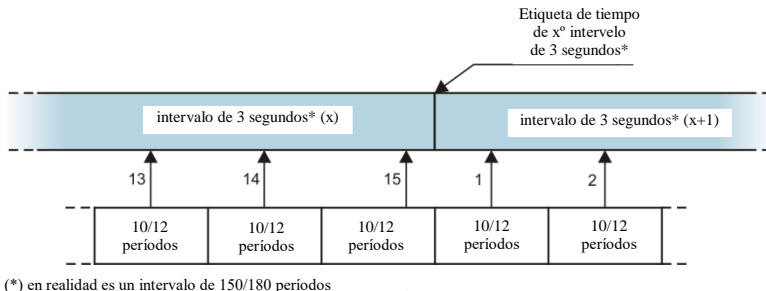 Etiqueta de tiempo
de xº intervelo
de 3 segundos*
intervalo de 3 segundos* (x)
intervalo de 3 segundos* (x+1)
13
14
15
1
2
10/12
períodos
10/12
períodos
10/12
períodos
10/12
períodos
10/12
períodos
(*) en realidad es un intervalo de 150/180 períodos